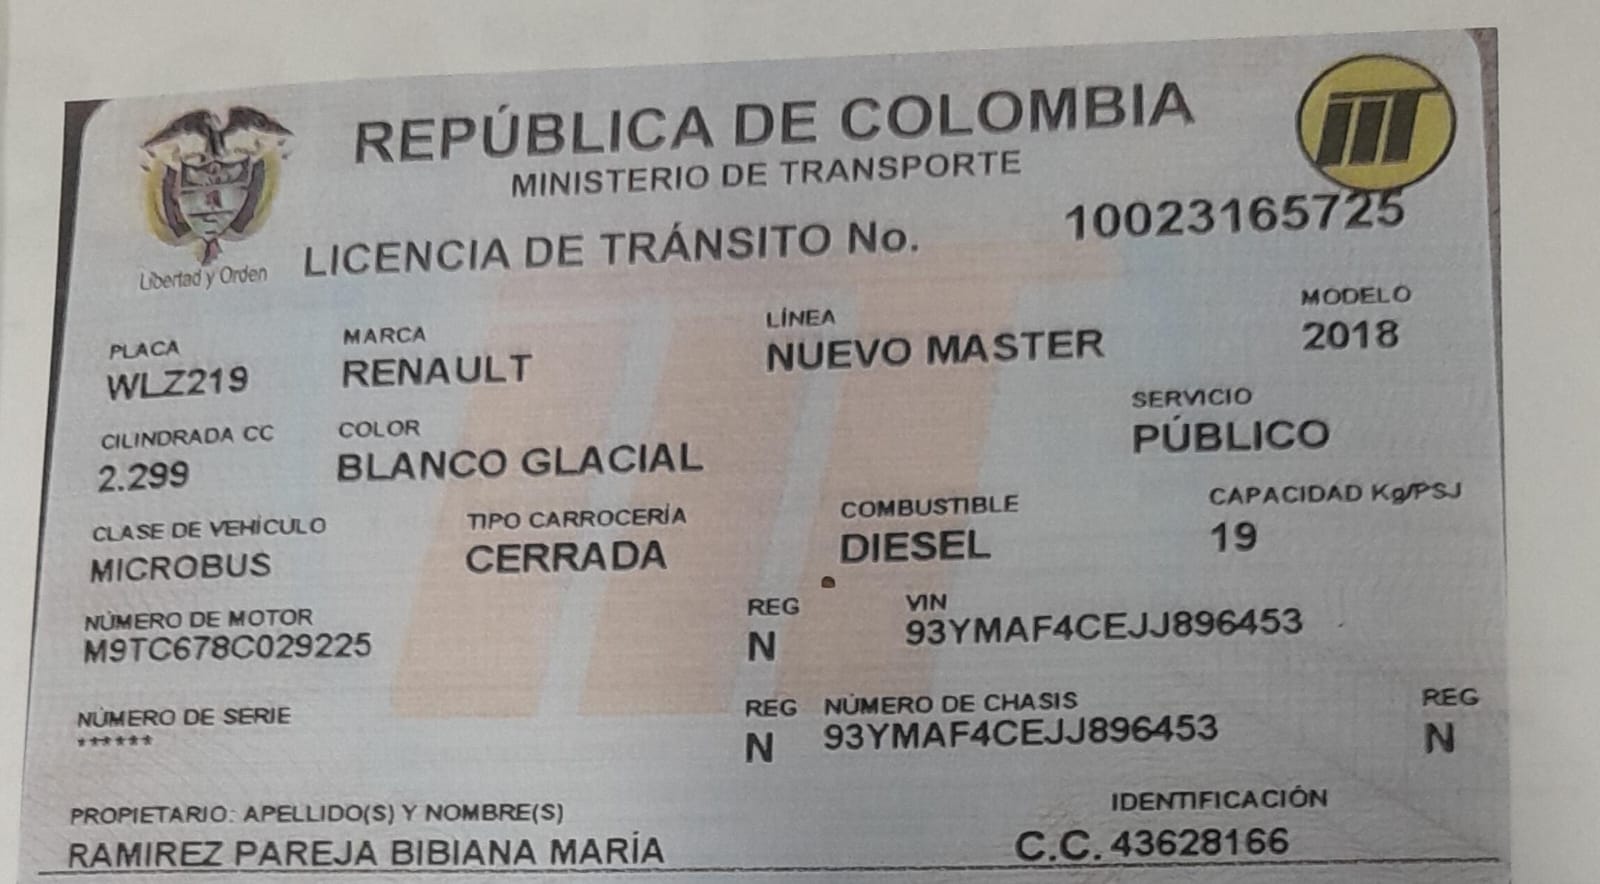 REPÚBLICA DE COLOMBIA
MINISTERIO DE TRANSPORTE
Libertad y Orden
LICENCIA DE TRÁNSITO No. 10023165725
PLACA MARCA LÍNEA MODELO
WLZ219 RENAULT NUEVO MASTER 2018
CILINDRADA CC COLOR SERVICIO
2.299 BLANCO GLACIAL PÚBLICO
CLASE DE VEHÍCULO TIPO CARROCERÍA COMBUSTIBLE CAPACIDAD Kg/PSJ
MICROBUS CERRADA DIESEL 19
NÚMERO DE MOTOR REG VIN
M9TC678C029225 N 93YMAF4CEJJ896453
NÚMERO DE SERIE REG NÚMERO DE CHASIS REG
****** N 93YMAF4CEJJ896453 N
PROPIETARIO: APELLIDO(S) Y NOMBRE(S) IDENTIFICACIÓN
RAMIREZ PAREJA BIBIANA MARÍA C.C. 43628166